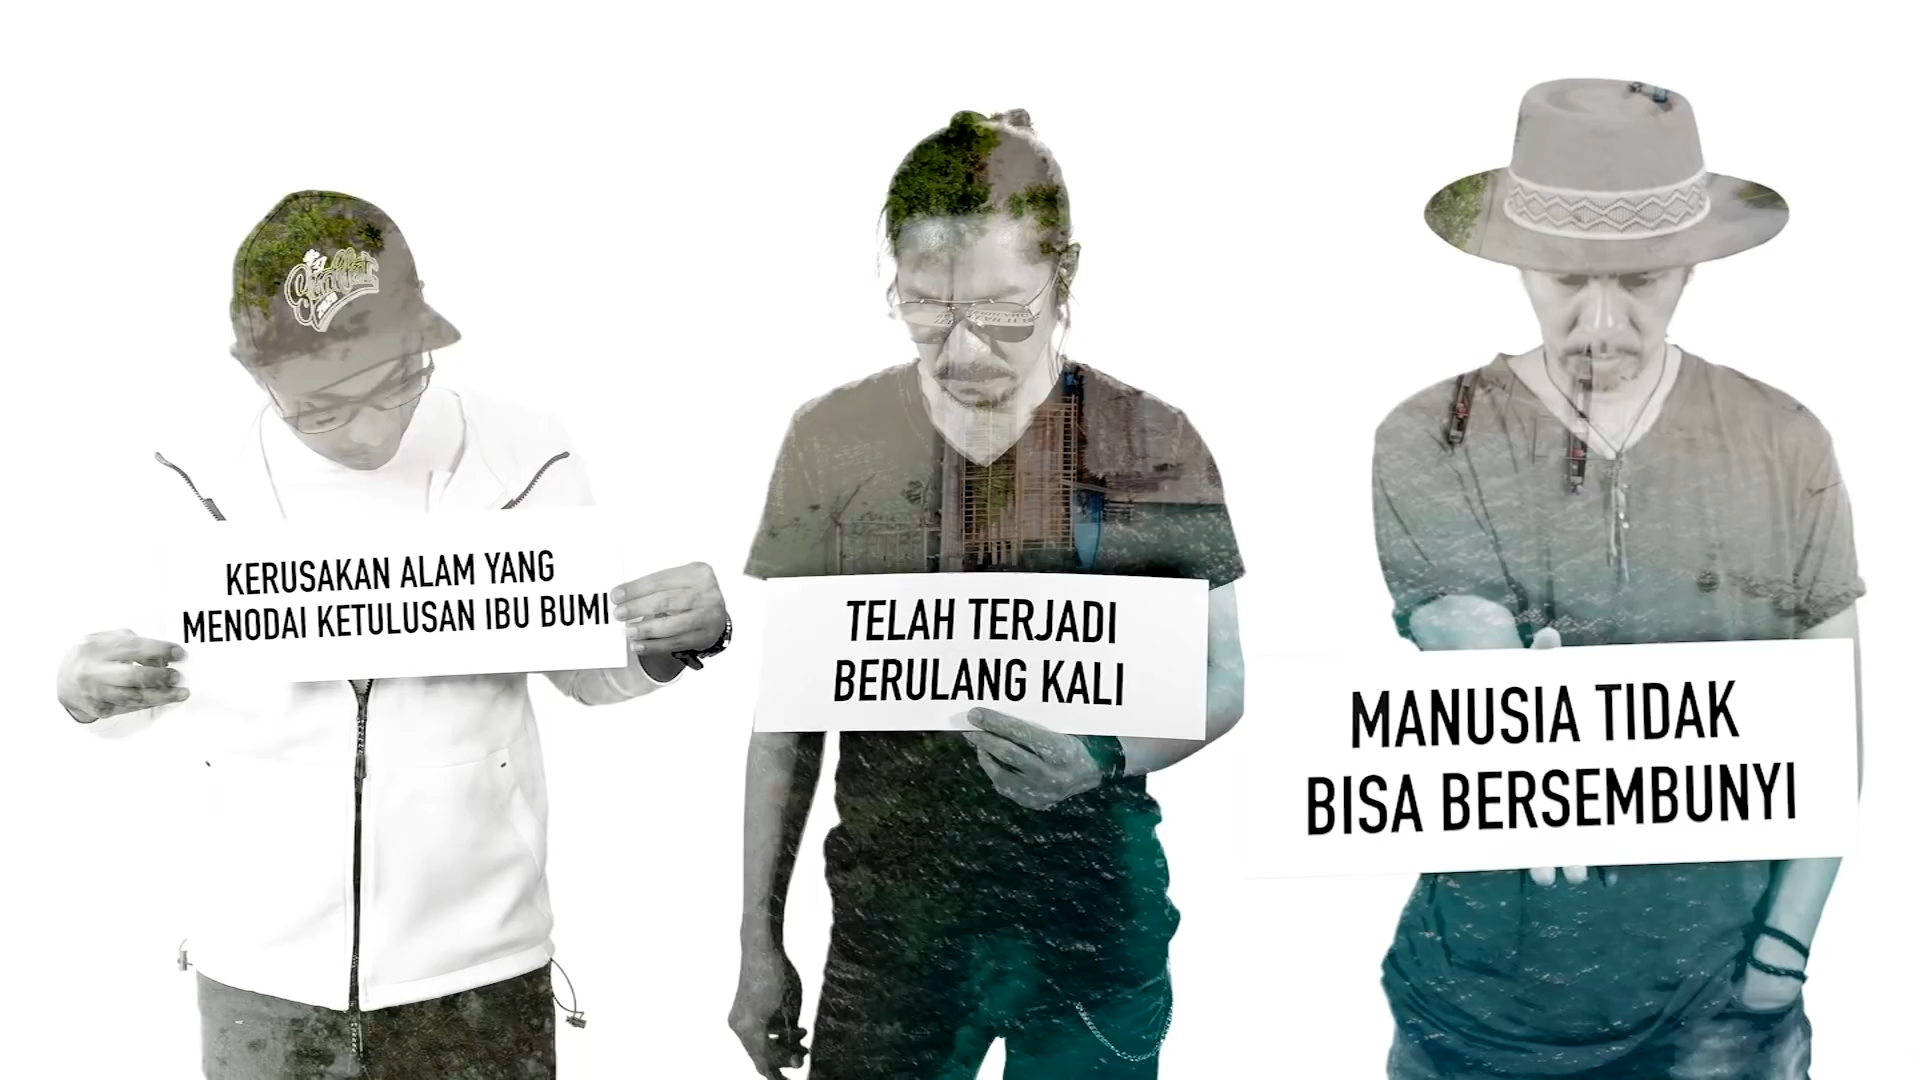 KERUSAKAN ALAM YANG
MENODAI KETULUSAN IBU BUMI
TELAH TERJADI
BERULANG KALI
MANUSIA TIDAK
BISA BERSEMBUNYI